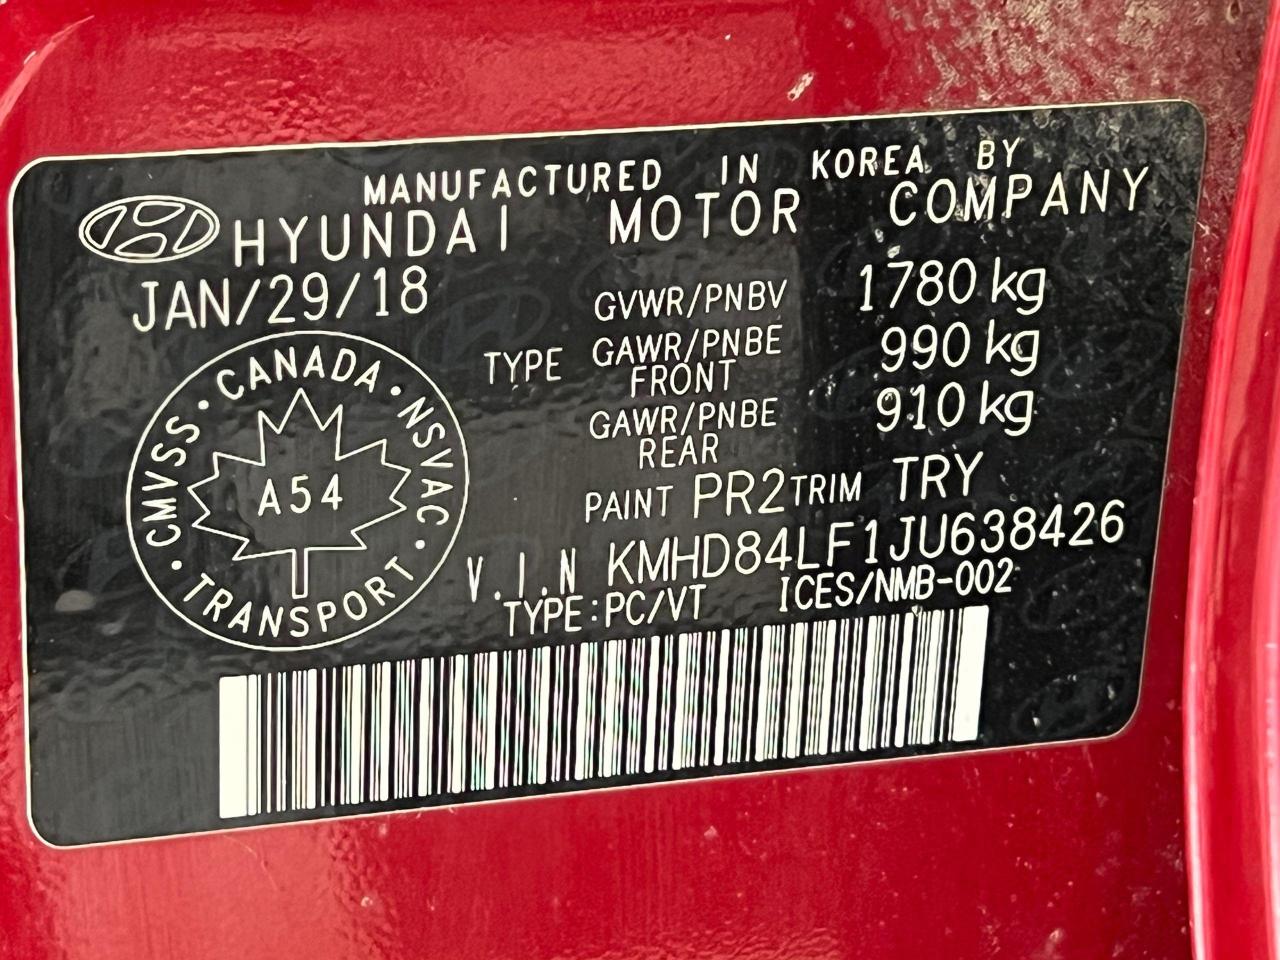 MANUFACTURED IN KOREA BY
HYUNDAI MOTOR COMPANY
JAN/29/18
GVWR/PNBV 1780 kg
TYPE GAWR/PNBE FRONT 990 kg
GAWR/PNBE REAR 910 kg
PAINT PR2 TRIM TRY
V.I.N KMHD84LF1JU638426
TYPE:PC/VT ICES/NMB-002
CMVSS · CANADA · NSVAC · TRANSPORT ·
A54